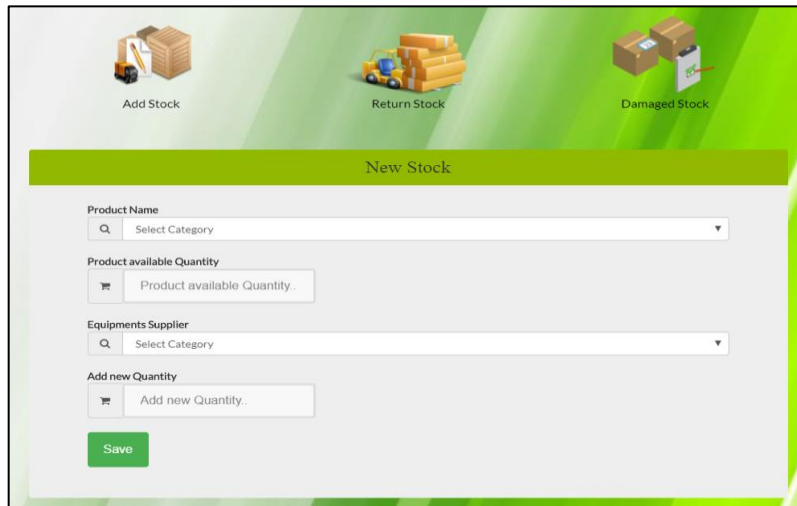 Add Stock
Return Stock
Damaged Stock
New Stock
Product Name
Select Category
Product available Quantity
Product available Quantity..
Equipments Supplier
Select Category
Add new Quantity
Add new Quantity..
Save